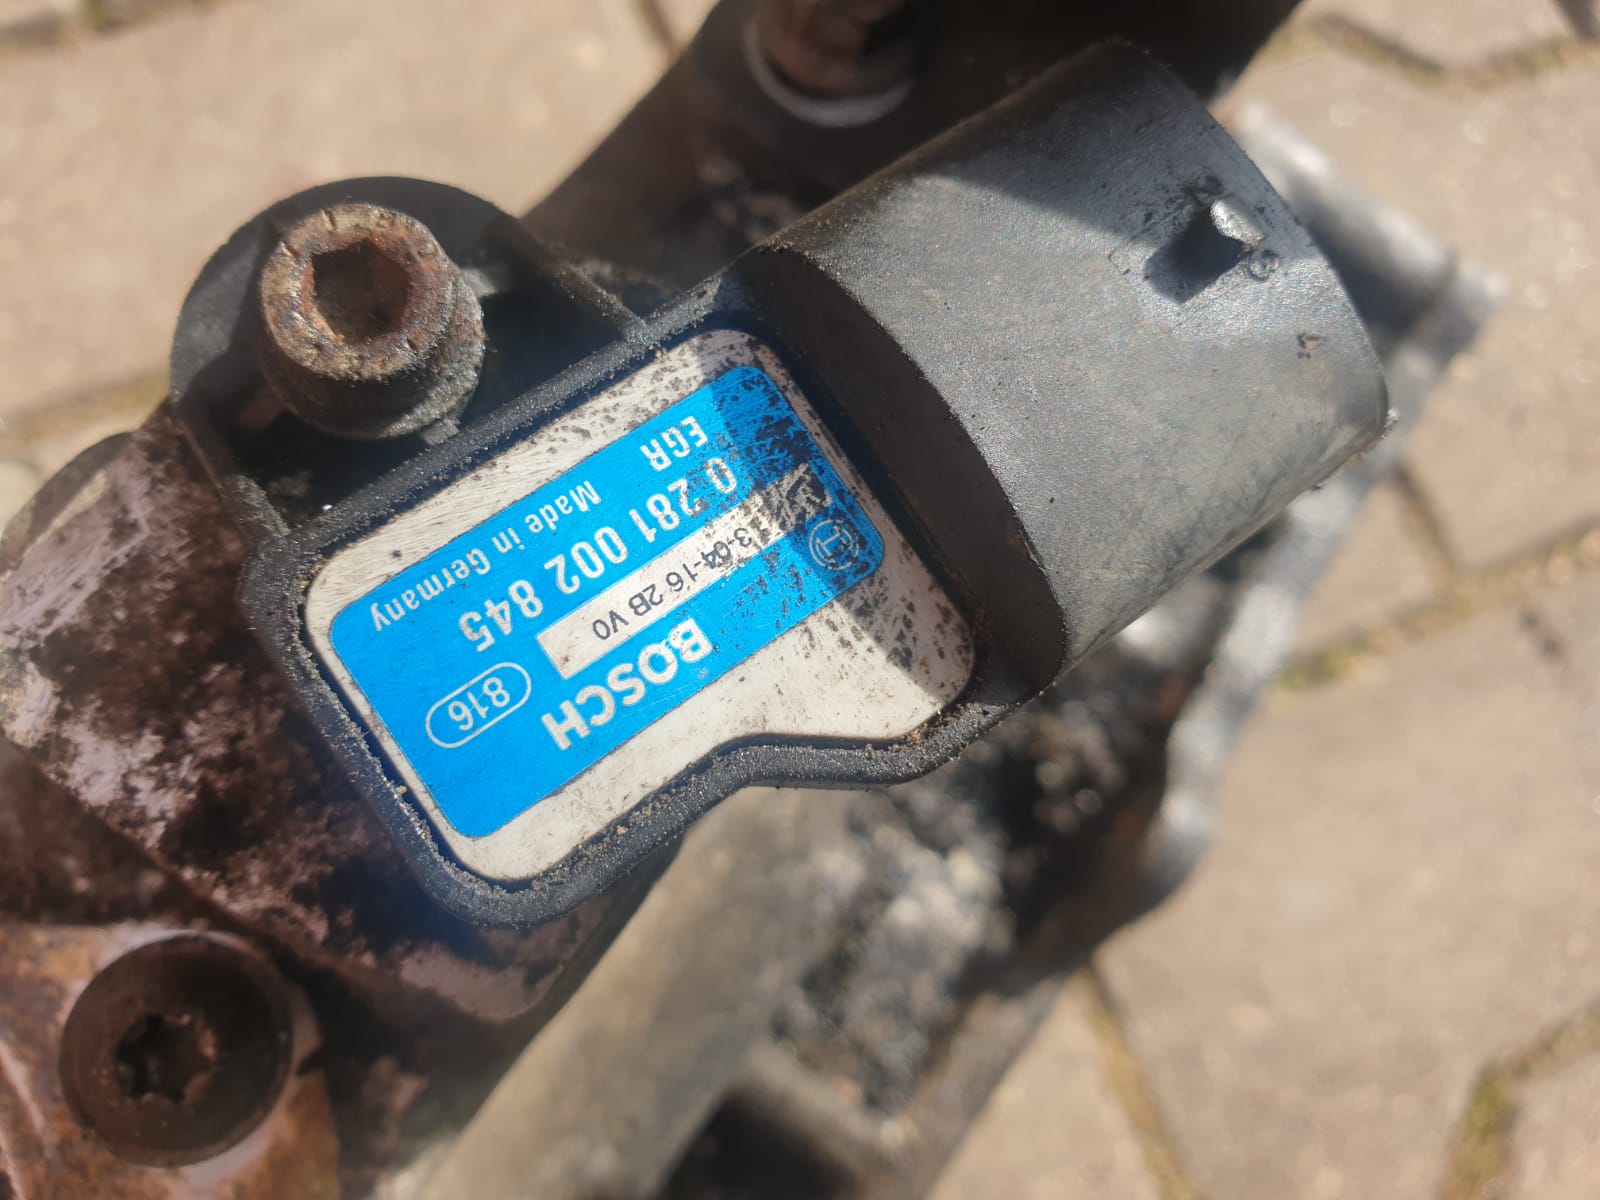 BOSCH
816
13-04-16 2B V0
0 281 002 845
EGR
Made in Germany